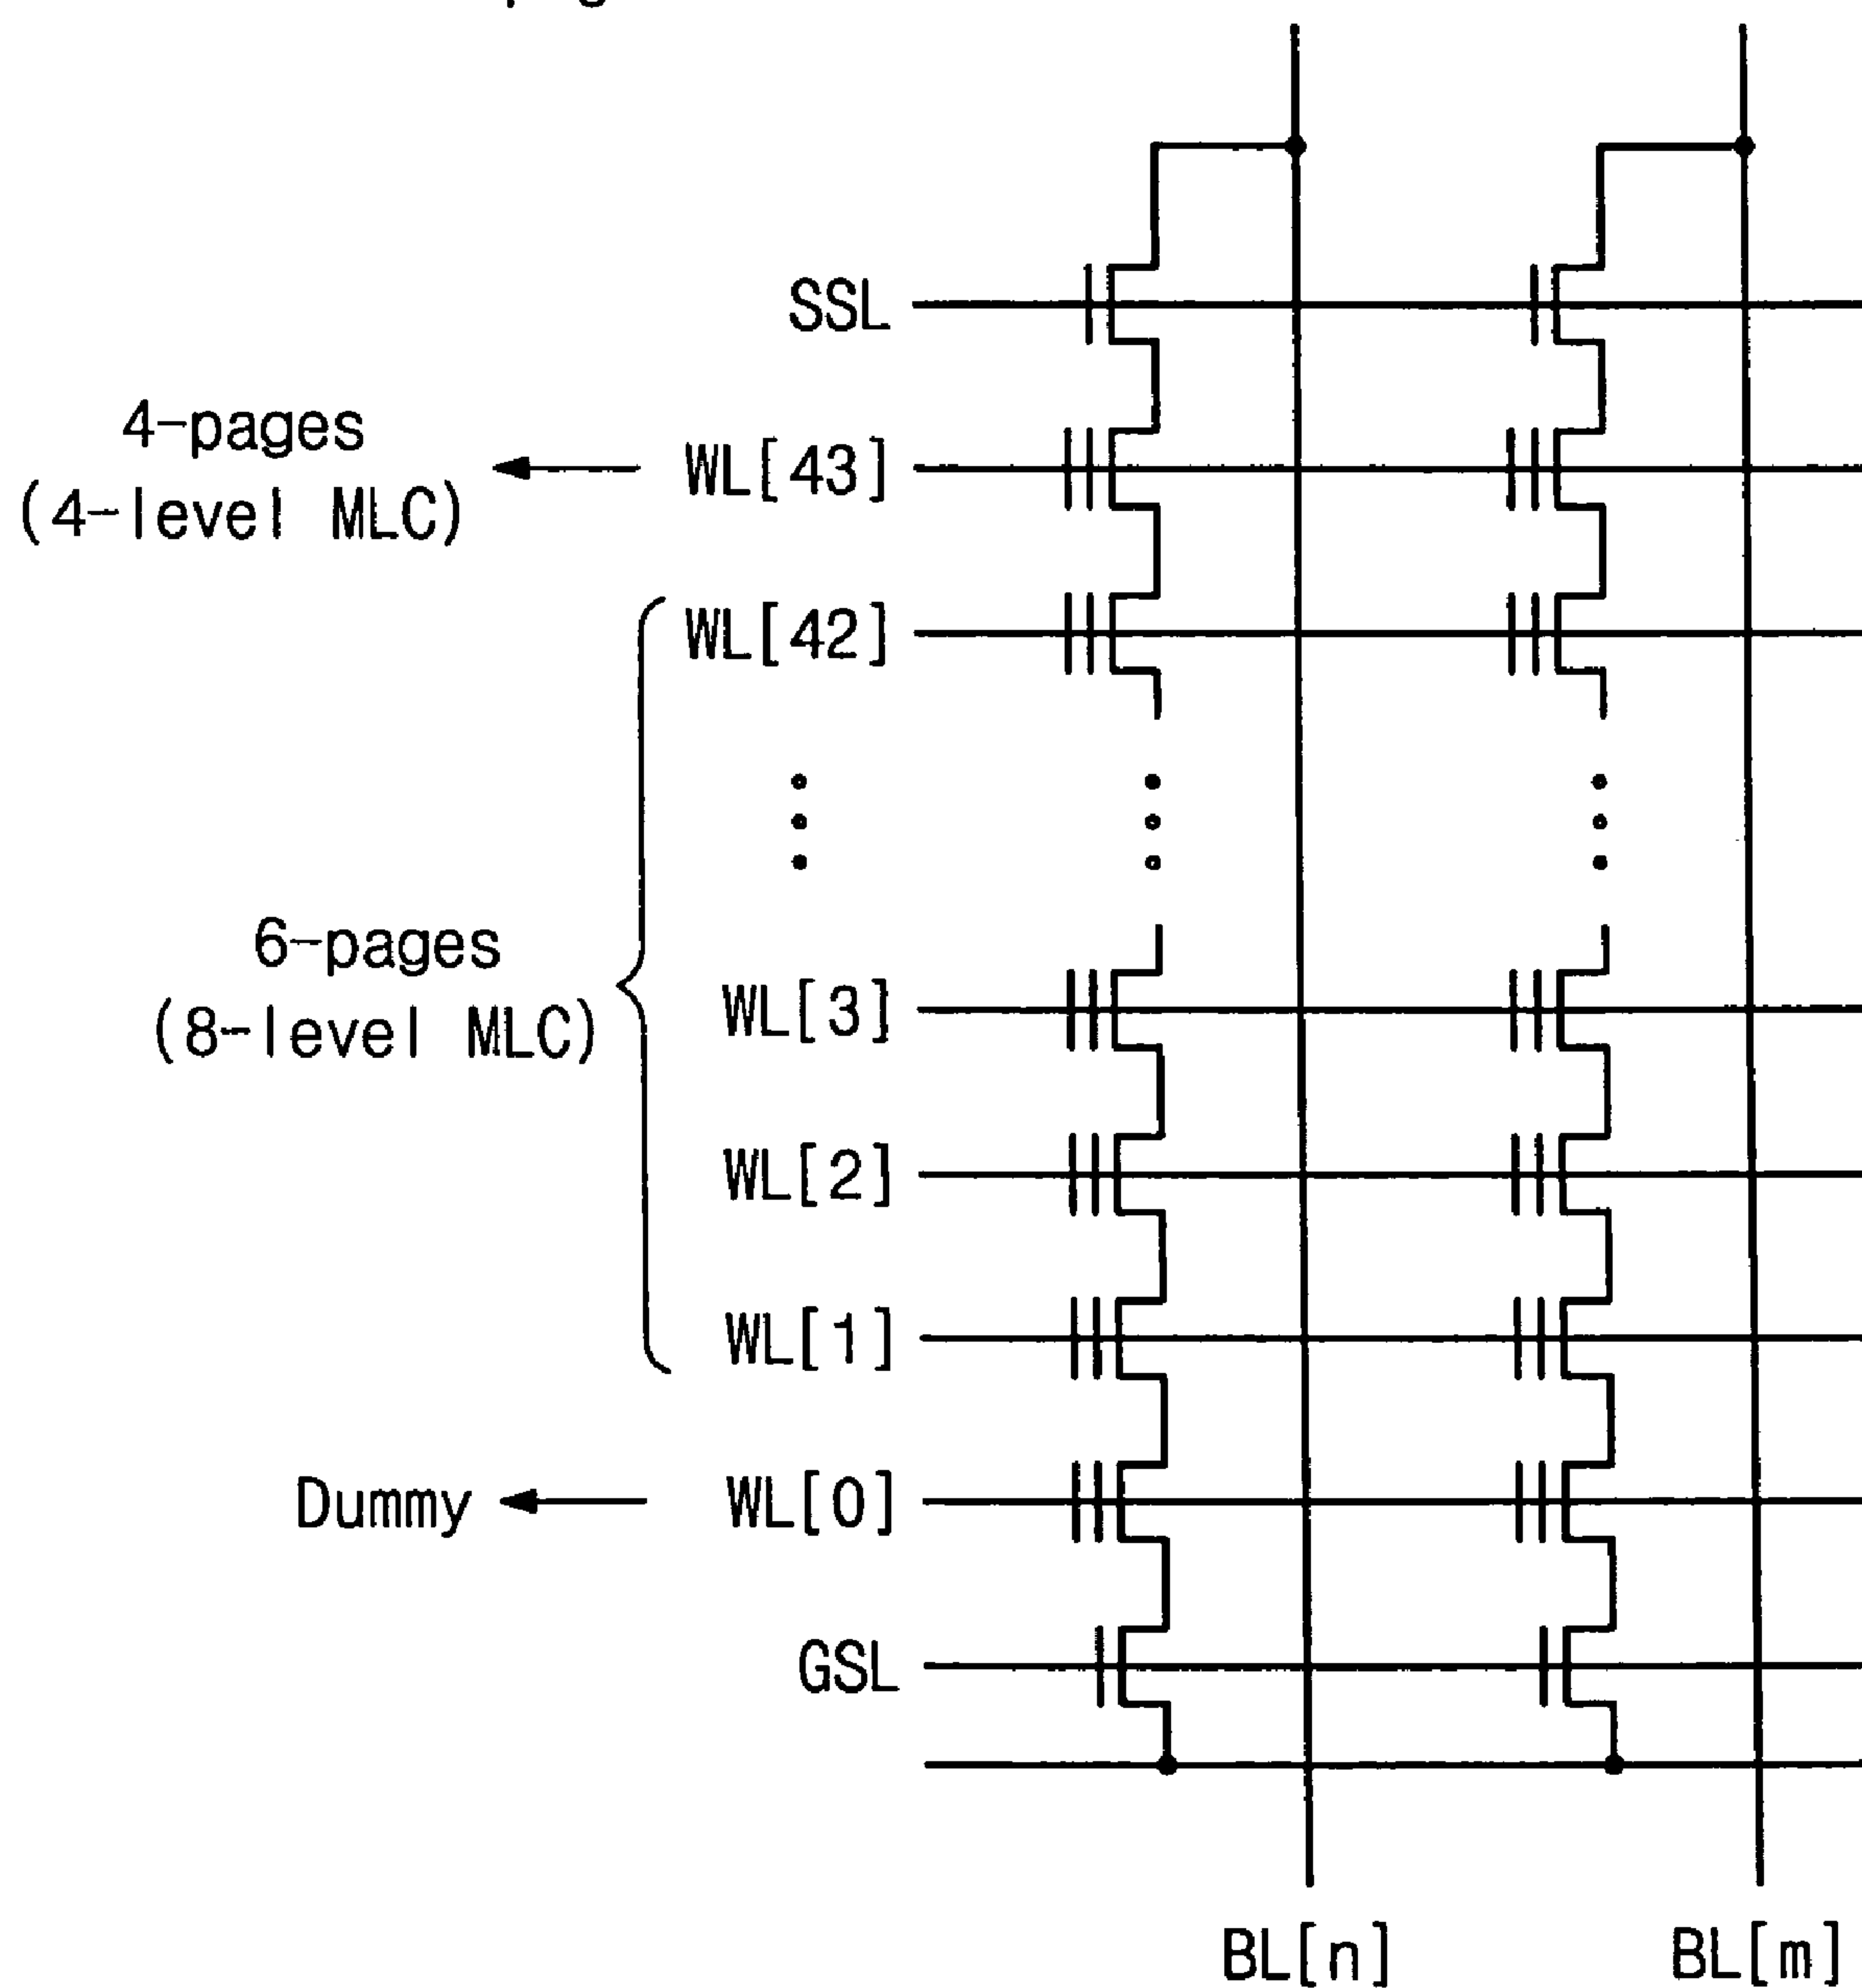 SSL
4-pages
(4-level MLC)
WL[43]
WL[42]
6-pages
(8-level MLC)
WL[3]
WL[2]
WL[1]
Dummy
WL[0]
GSL
BL[n]
BL[m]